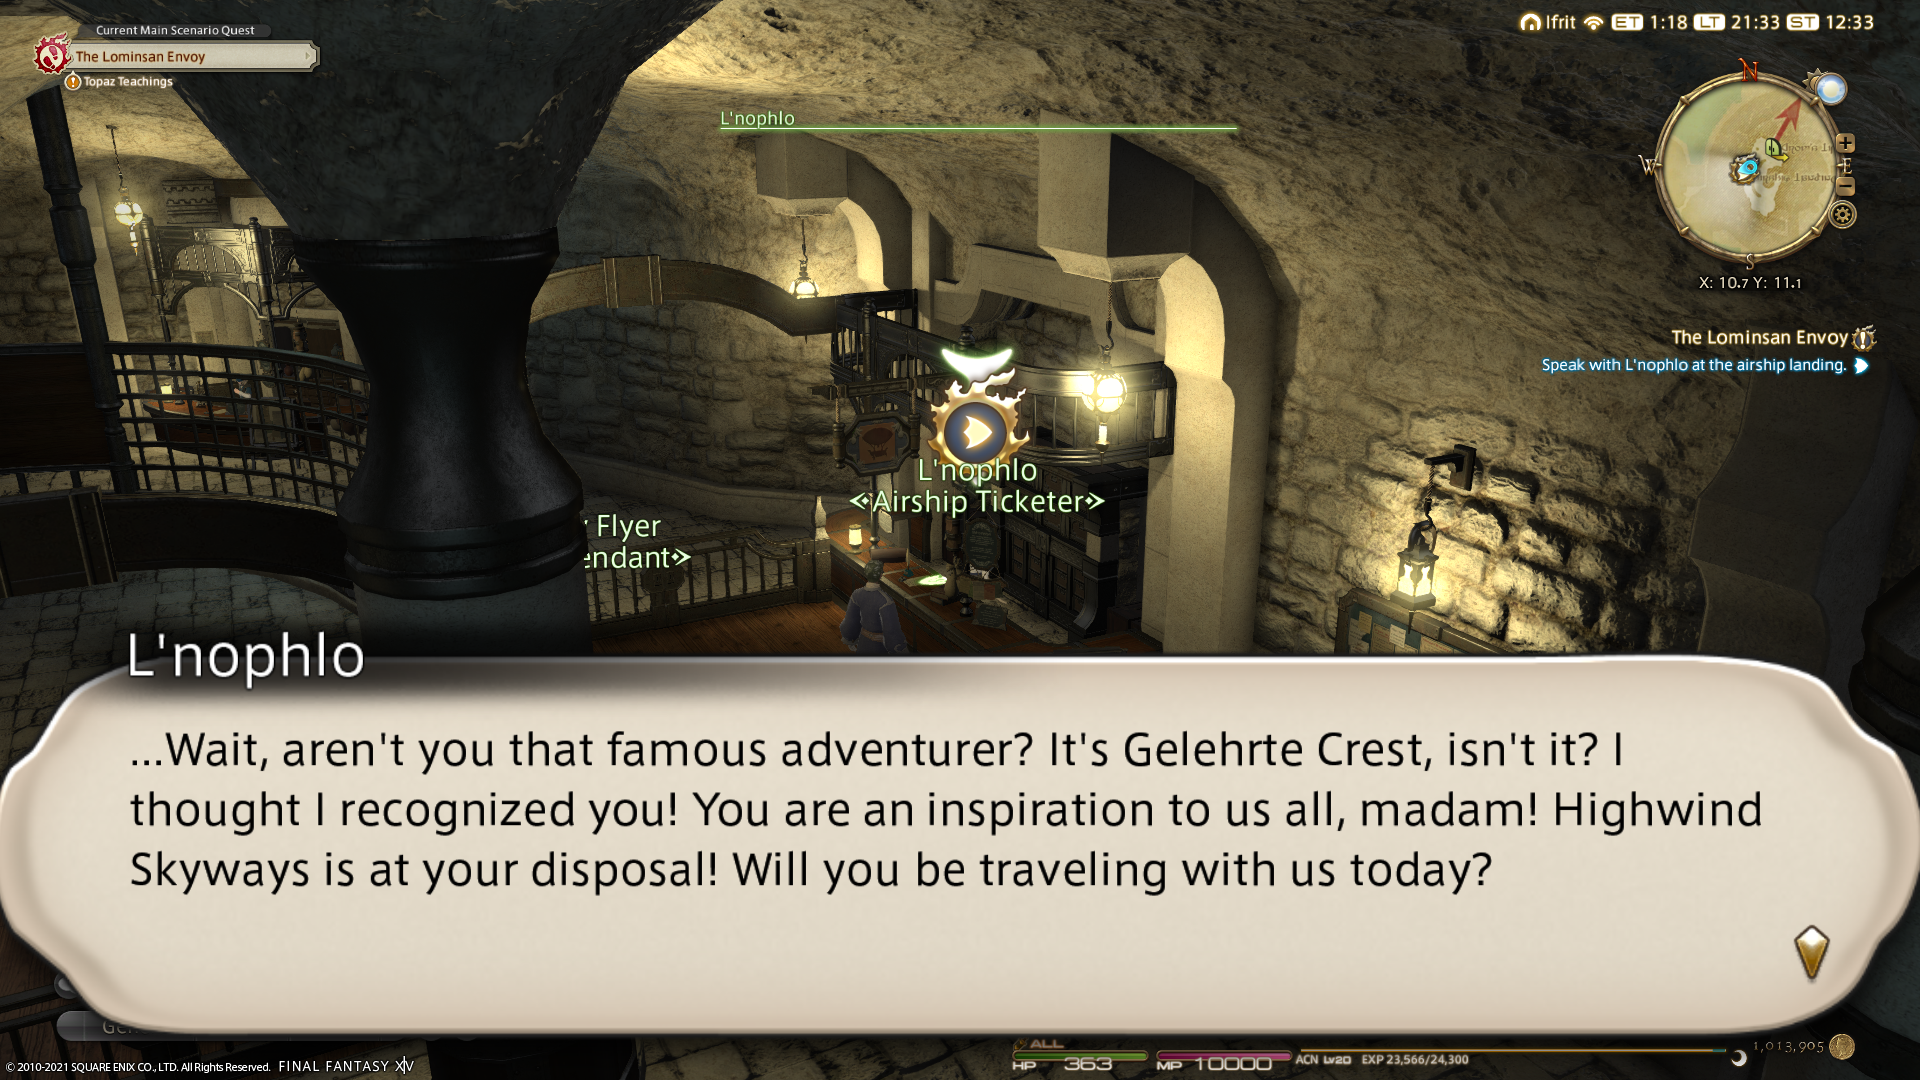 Current Main Scenario Quest
The Lominsan Envoy
Topaz Teachings
Ifrit ET 1:18 LT 21:33 ST 12:33
N
W
E
S
X: 10.7 Y: 11.1
The Lominsan Envoy
Speak with L'nophlo at the airship landing.
L'nophlo
L'nophlo
Airship Ticketer
Flyer
endant
L'nophlo
...Wait, aren't you that famous adventurer? It's Gelehrte Crest, isn't it? I
thought I recognized you! You are an inspiration to us all, madam! Highwind
Skyways is at your disposal! Will you be traveling with us today?
ALL
HP 363 MP 10000 ACN Lv20 EXP 23,566/24,300
1,013,905
© 2010-2021 SQUARE ENIX CO., LTD. All Rights Reserved. FINAL FANTASY XIV